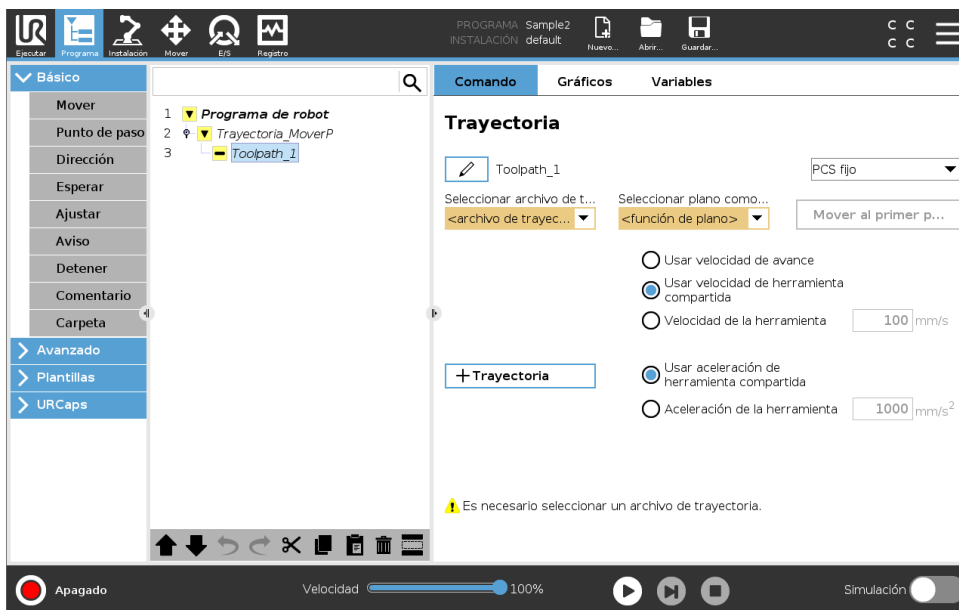 UR
Ejecutar
Programa
Instalación
Mover
E/S
Registro
PROGRAMA Sample2
INSTALACIÓN default
Nuevo...
Abrir...
Guardar...
C C
C C
Básico
Mover
Punto de paso
Dirección
Esperar
Ajustar
Aviso
Detener
Comentario
Carpeta
Avanzado
Plantillas
URCaps
1 Programa de robot
2 Trayectoria_MoverP
3 Toolpath_1
Comando Gráficos Variables
Trayectoria
Toolpath_1
PCS fijo
Seleccionar archivo de t...
Seleccionar plano como...
<archivo de trayec...
<función de plano>
Mover al primer p...
Usar velocidad de avance
Usar velocidad de herramienta
compartida
Velocidad de la herramienta 100 mm/s
+Trayectoria
Usar aceleración de
herramienta compartida
Aceleración de la herramienta 1000 mm/s²
Es necesario seleccionar un archivo de trayectoria.
Apagado
Velocidad 100%
Simulación